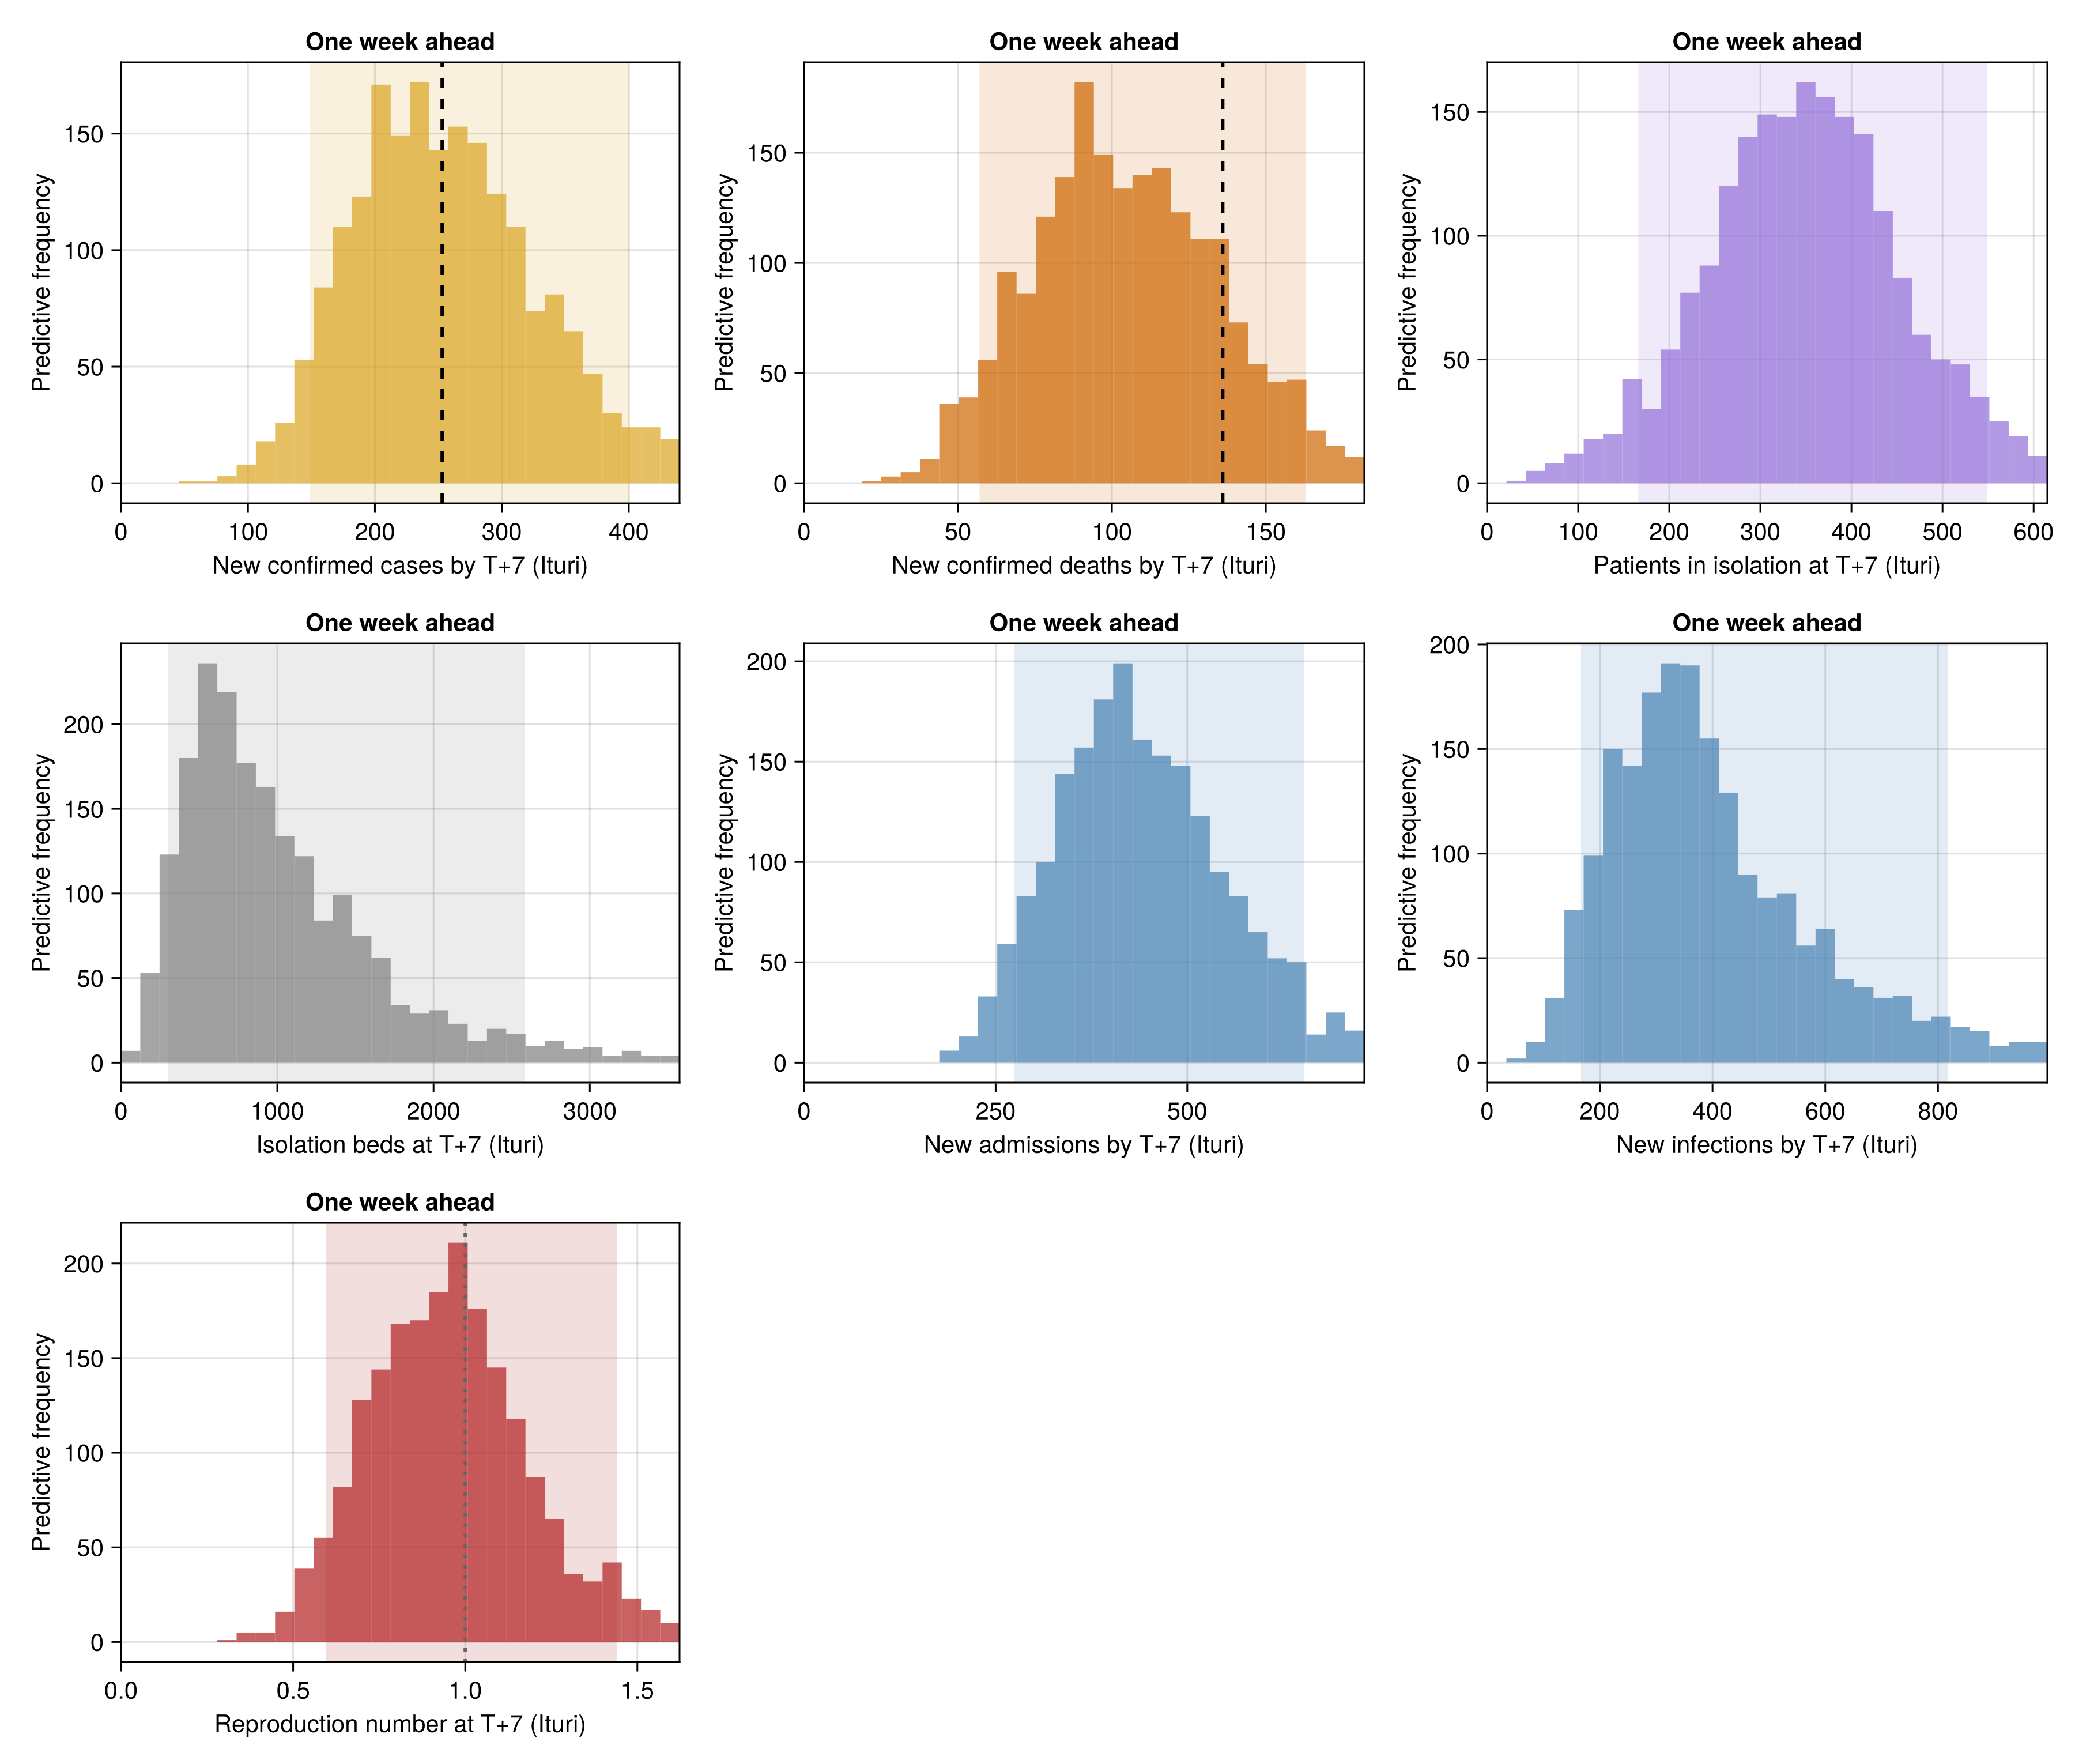 One week ahead
Predictive frequency
150
100
50
0
0 100 200 300 400
New confirmed cases by T+7 (Ituri)
One week ahead
Predictive frequency
150
100
50
0
0 50 100 150
New confirmed deaths by T+7 (Ituri)
One week ahead
Predictive frequency
150
100
50
0
0 100 200 300 400 500 600
Patients in isolation at T+7 (Ituri)
One week ahead
Predictive frequency
200
150
100
50
0
0 1000 2000 3000
Isolation beds at T+7 (Ituri)
One week ahead
Predictive frequency
200
150
100
50
0
0 250 500
New admissions by T+7 (Ituri)
One week ahead
Predictive frequency
200
150
100
50
0
0 200 400 600 800
New infections by T+7 (Ituri)
One week ahead
Predictive frequency
200
150
100
50
0
0.0 0.5 1.0 1.5
Reproduction number at T+7 (Ituri)